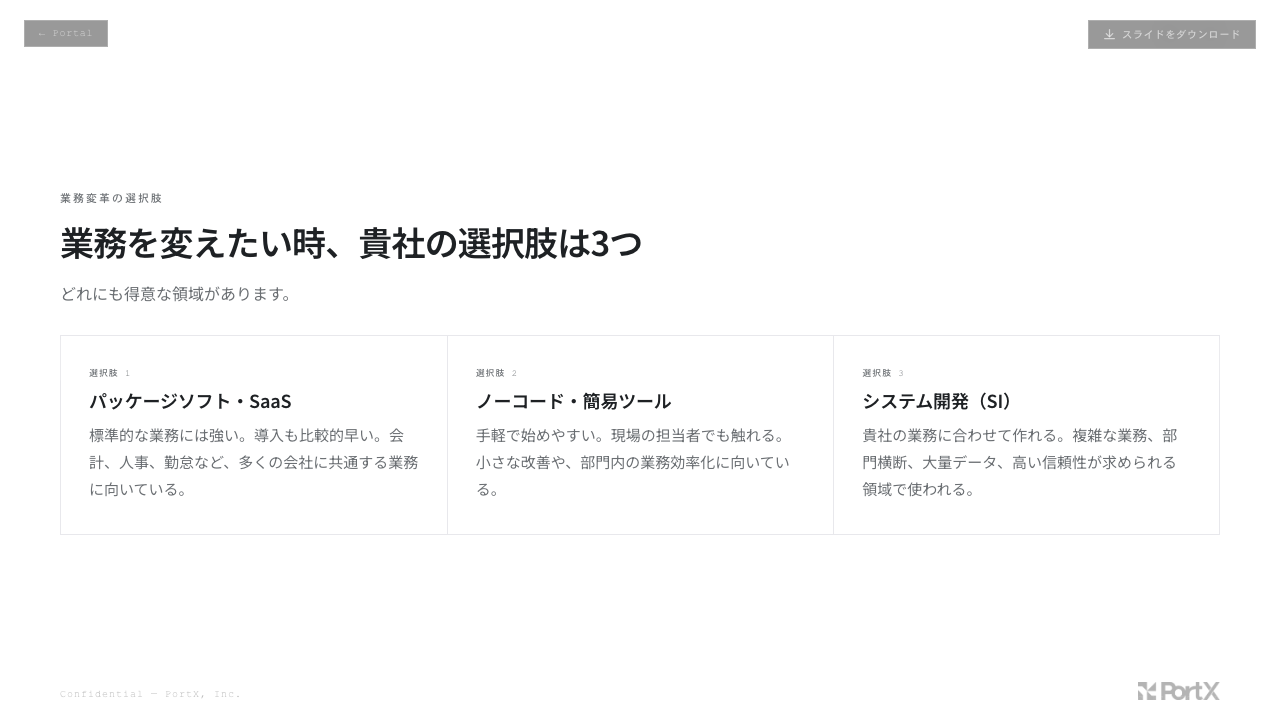 ← Portal
スライドをダウンロード
業務変革の選択肢
業務を変えたい時、貴社の選択肢は3つ
どれにも得意な領域があります。
選択肢 1
パッケージソフト・SaaS
標準的な業務には強い。導入も比較的早い。会
計、人事、勤怠など、多くの会社に共通する業務
に向いている。
選択肢 2
ノーコード・簡易ツール
手軽で始めやすい。現場の担当者でも触れる。
小さな改善や、部門内の業務効率化に向いてい
る。
選択肢 3
システム開発（SI）
貴社の業務に合わせて作れる。複雑な業務、部
門横断、大量データ、高い信頼性が求められる
領域で使われる。
Confidential — PortX, Inc.
PortX